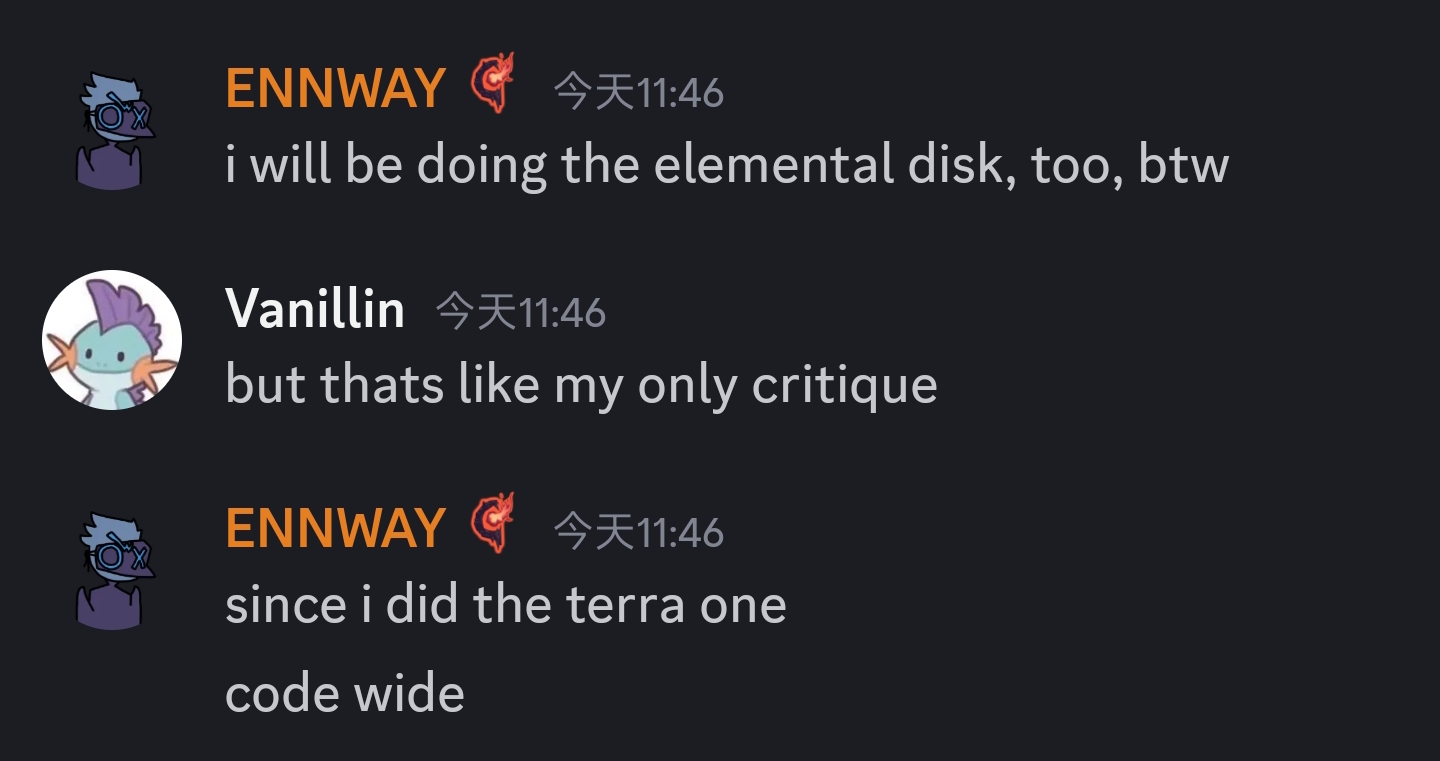 ENNWAY 今天11:46
i will be doing the elemental disk, too, btw
Vanillin 今天11:46
but thats like my only critique
ENNWAY 今天11:46
since i did the terra one
code wide